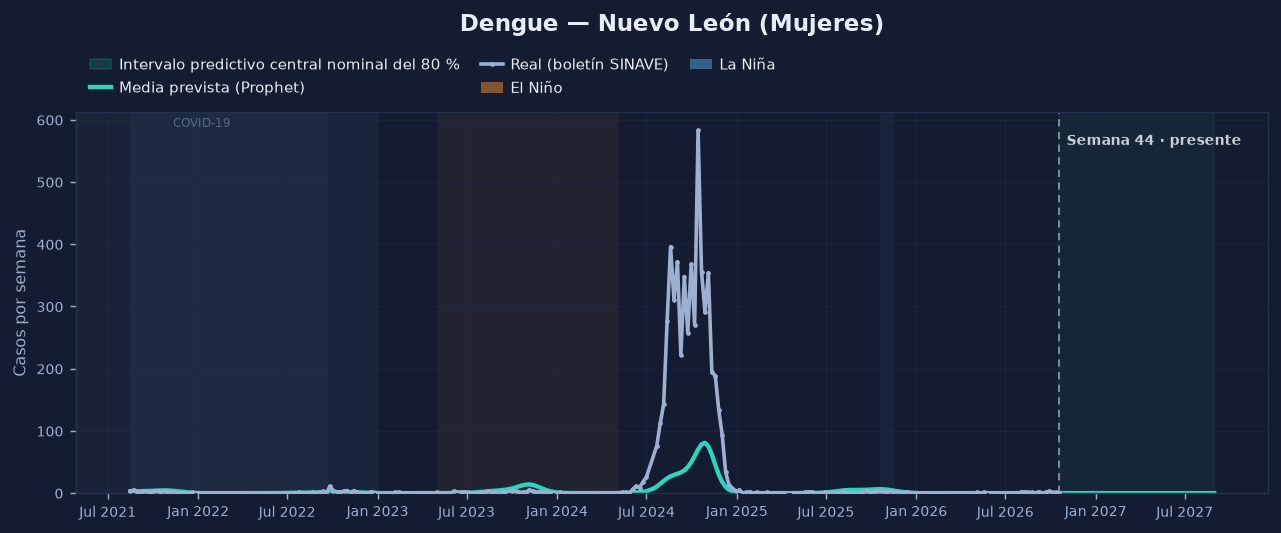 Dengue — Nuevo León (Mujeres)
Intervalo predictivo central nominal del 80 %
Real (boletín SINAVE)
La Niña
Media prevista (Prophet)
El Niño
COVID-19
Semana 44 · presente
Casos por semana
600
500
400
300
200
100
0
Jul 2021
Jan 2022
Jul 2022
Jan 2023
Jul 2023
Jan 2024
Jul 2024
Jan 2025
Jul 2025
Jan 2026
Jul 2026
Jan 2027
Jul 2027